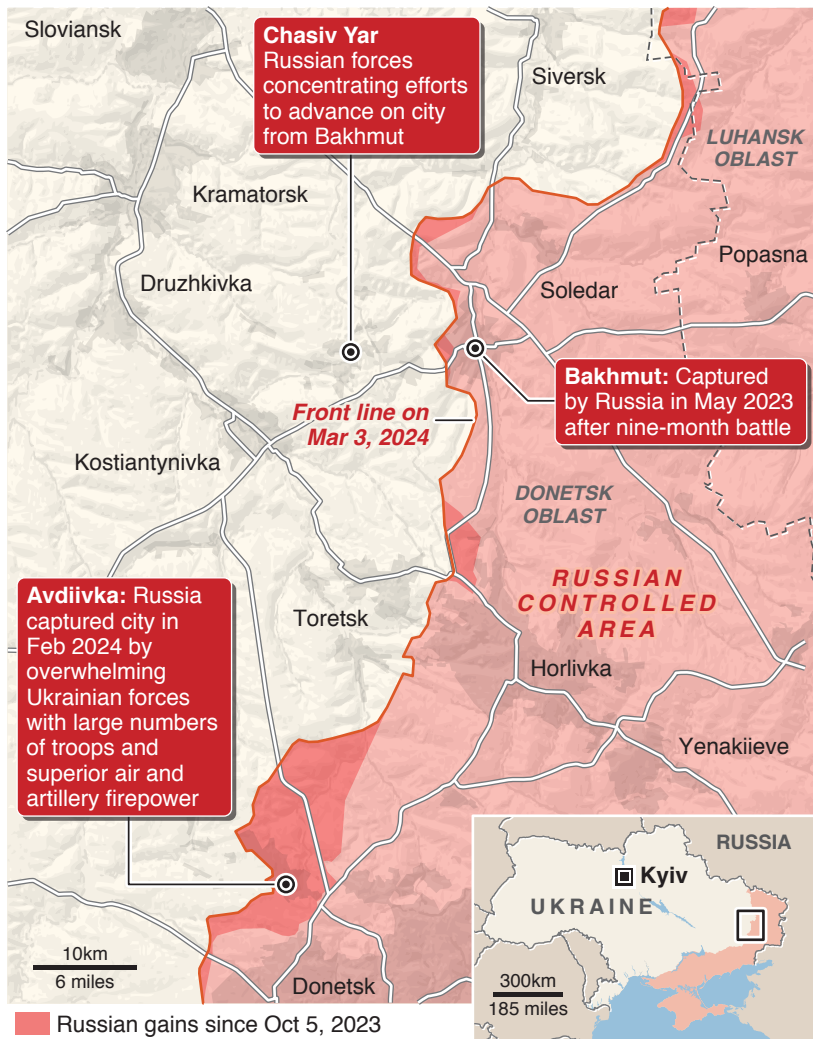 Sloviansk
Chasiv Yar
Russian forces
concentrating efforts
to advance on city
from Bakhmut
Siversk
LUHANSK
OBLAST
Kramatorsk
Popasna
Druzhkivka
Soledar
Bakhmut: Captured
by Russia in May 2023
after nine-month battle
Front line on
Mar 3, 2024
Kostiantynivka
DONETSK
OBLAST
RUSSIAN
CONTROLLED
AREA
Avdiivka: Russia
captured city in
Feb 2024 by
overwhelming
Ukrainian forces
with large numbers
of troops and
superior air and
artillery firepower
Toretsk
Horlivka
Yenakiieve
RUSSIA
Kyiv
UKRAINE
10km
6 miles
Donetsk
300km
185 miles
Russian gains since Oct 5, 2023